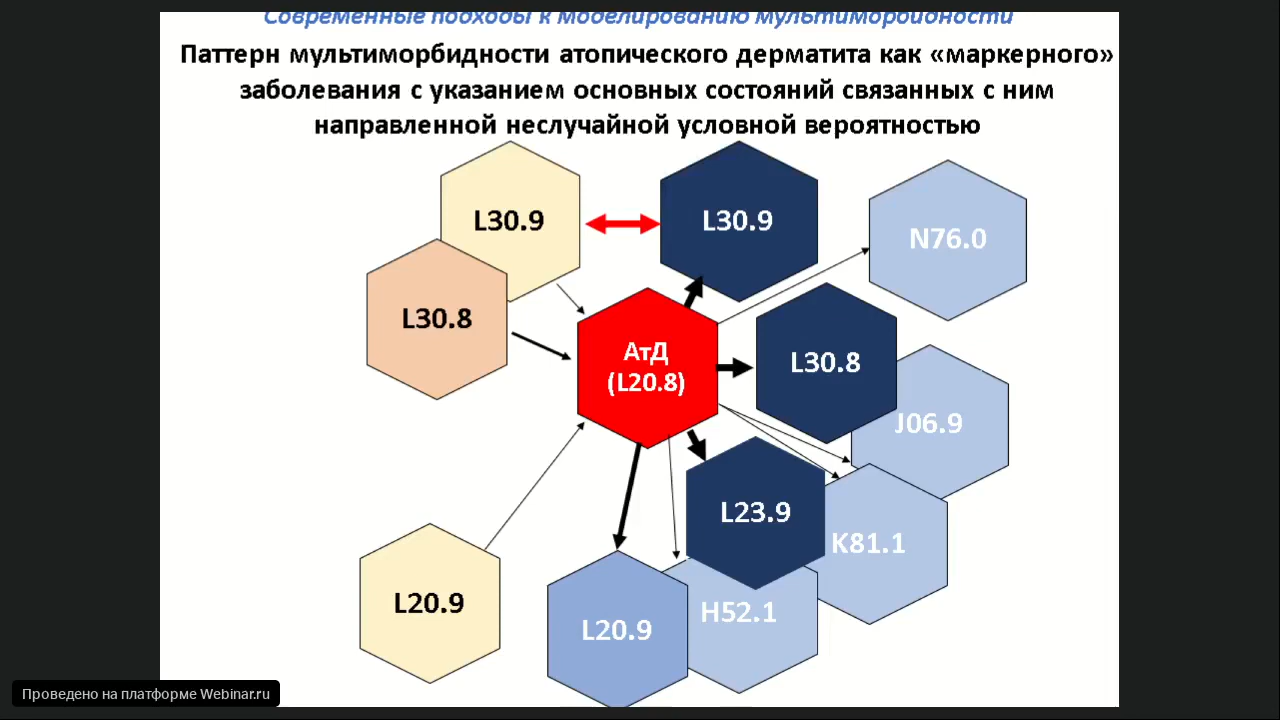 Современные подходы к моделированию мультиморбидности
Паттерн мультиморбидности атопического дерматита как «маркерного»
заболевания с указанием основных состояний связанных с ним
направленной неслучайной условной вероятностью
L30.9
L30.9
N76.0
L30.8
АтД
(L20.8)
L30.8
J06.9
L23.9
K81.1
L20.9
L20.9
H52.1
Проведено на платформе Webinar.ru